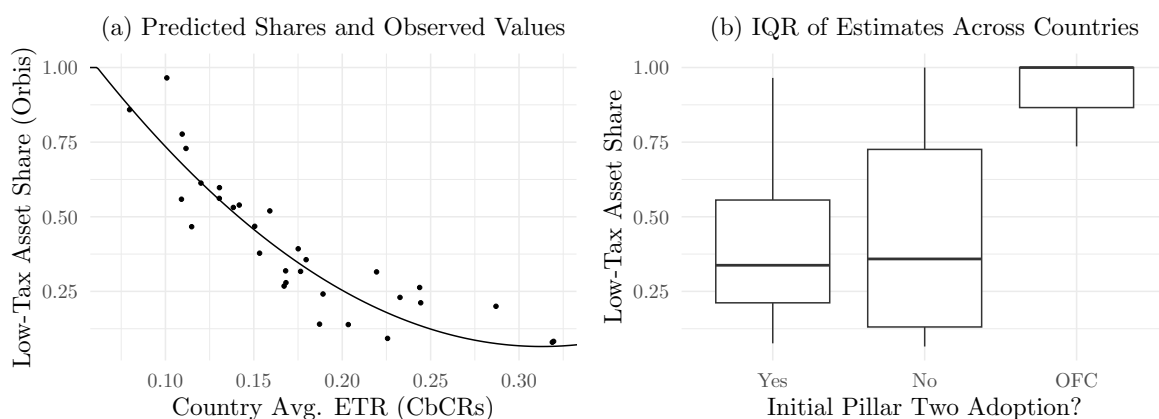 (a) Predicted Shares and Observed Values
Low-Tax Asset Share (Orbis)
1.00
0.75
0.50
0.25
0.10 0.15 0.20 0.25 0.30
Country Avg. ETR (CbCRs)
(b) IQR of Estimates Across Countries
Low-Tax Asset Share
1.00
0.75
0.50
0.25
Yes No OFC
Initial Pillar Two Adoption?